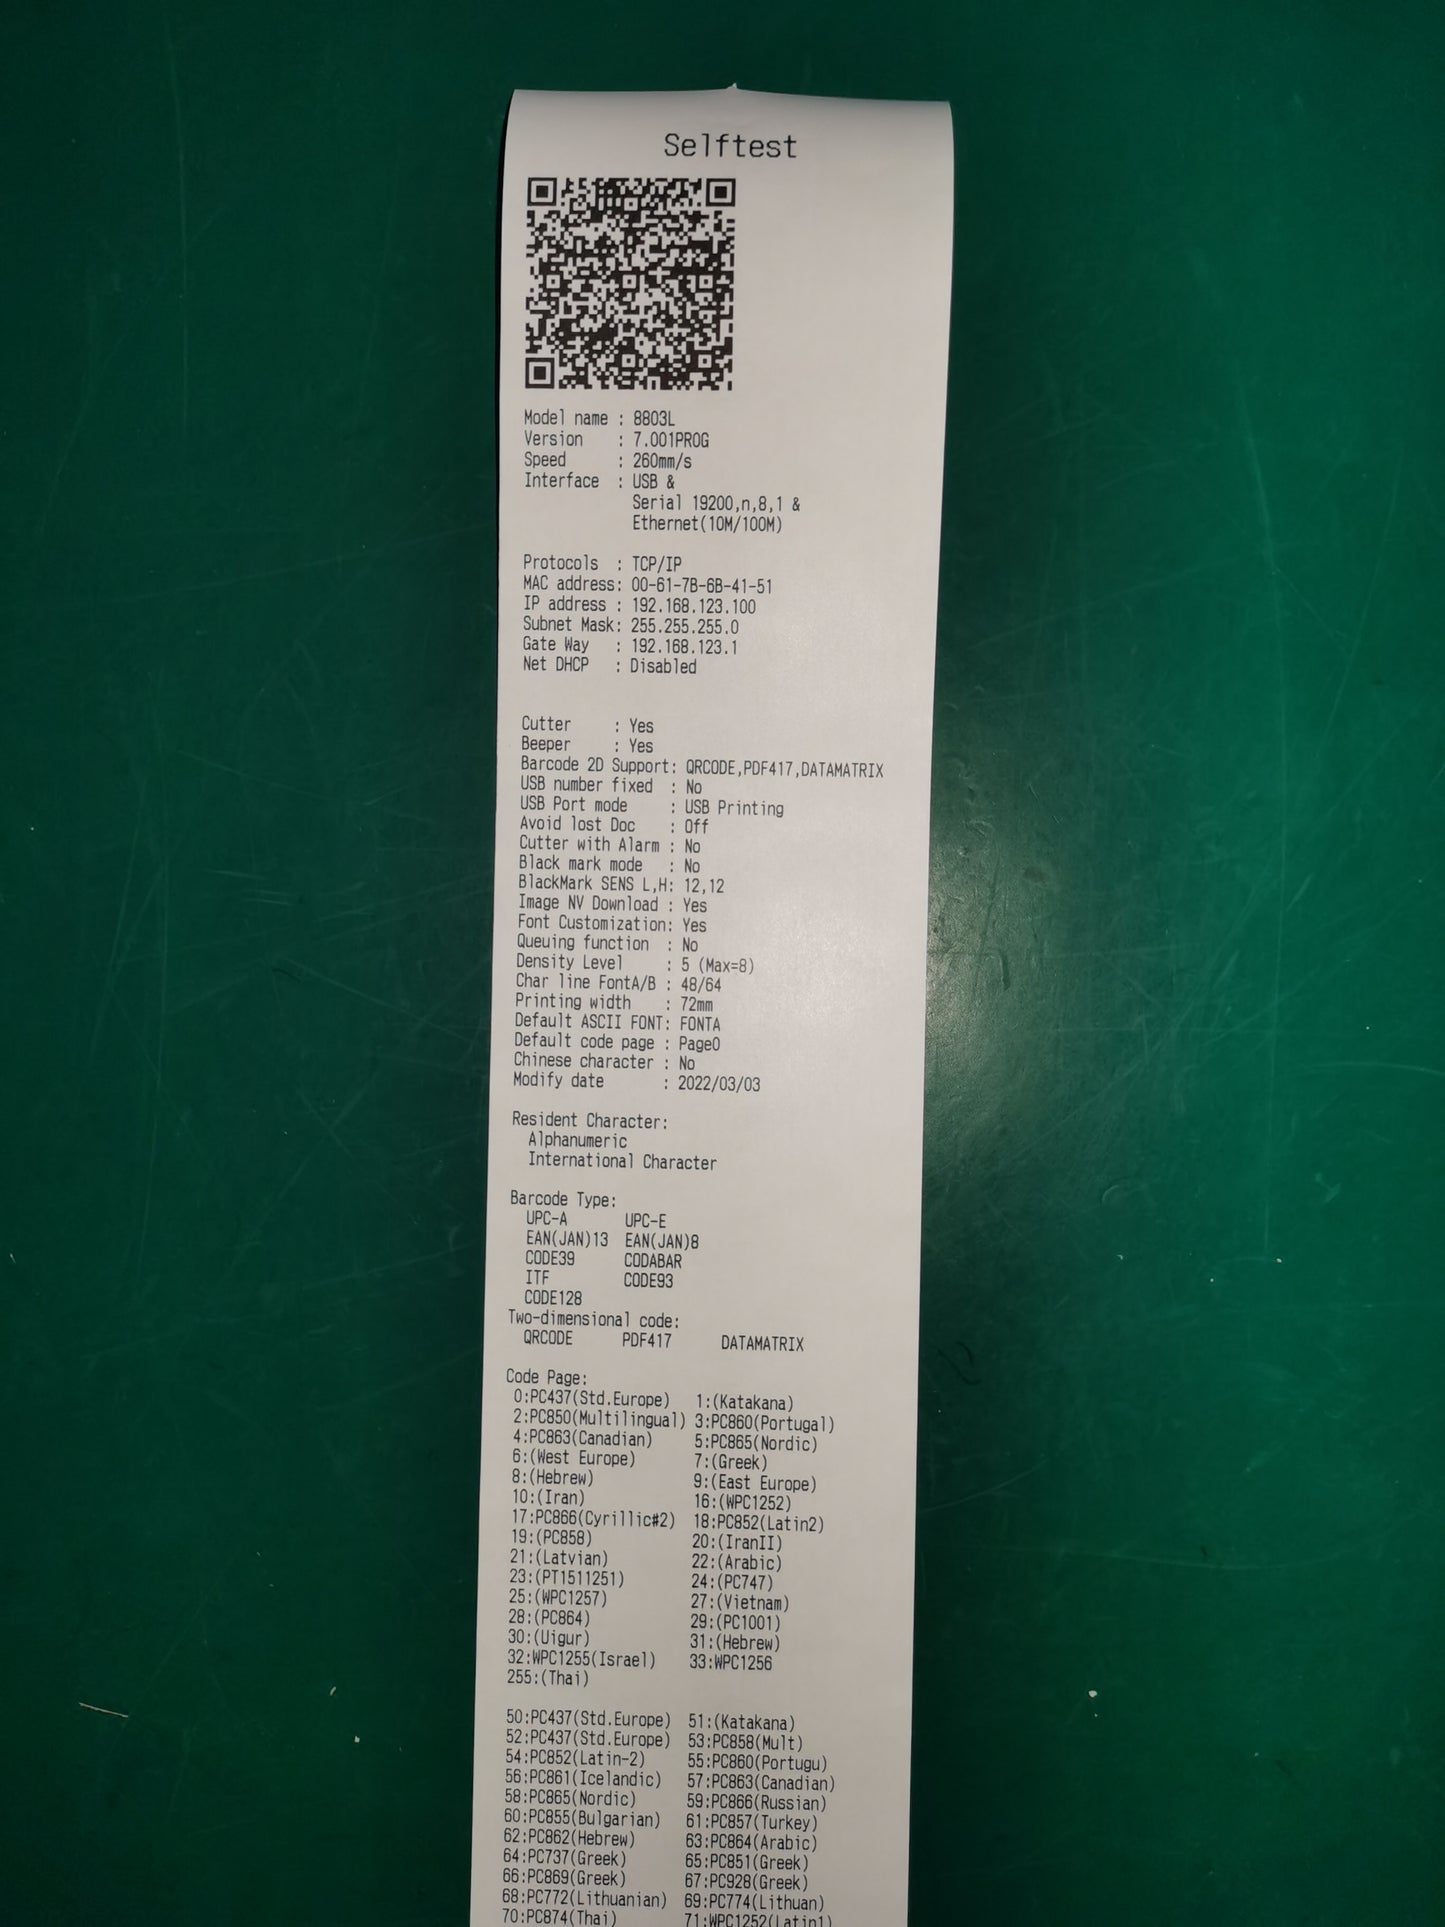 Selftest
Model name : 8803L
Version : 7.001PROG
Speed : 260mm/s
Interface : USB &
Serial 19200,n,8,1 &
Ethernet(10M/100M)
Protocols : TCP/IP
MAC address: 00-61-7B-6B-41-51
IP address : 192.168.123.100
Subnet Mask: 255.255.255.0
Gate Way : 192.168.123.1
Net DHCP : Disabled
Cutter : Yes
Beeper : Yes
Barcode 2D Support: QRCODE,PDF417,DATAMATRIX
USB number fixed : No
USB Port mode : USB Printing
Avoid lost Doc : Off
Cutter with Alarm : No
Black mark mode : No
BlackMark SENS L,H: 12,12
Image NV Download : Yes
Font Customization: Yes
Queuing function : No
Density Level : 5 (Max=8)
Char line FontA/B : 48/64
Printing width : 72mm
Default ASCII FONT: FONTA
Default code page : Page0
Chinese character : No
Modify date : 2022/03/03
Resident Character:
Alphanumeric
International Character
Barcode Type:
UPC-A UPC-E
EAN(JAN)13 EAN(JAN)8
CODE39 CODABAR
ITF CODE93
CODE128
Two-dimensional code:
QRCODE PDF417 DATAMATRIX
Code Page:
0:PC437(Std.Europe) 1:(Katakana)
2:PC850(Multilingual) 3:PC860(Portugal)
4:PC863(Canadian) 5:PC865(Nordic)
6:(West Europe) 7:(Greek)
8:(Hebrew) 9:(East Europe)
10:(Iran) 16:(WPC1252)
17:PC866(Cyrillic#2) 18:PC852(Latin2)
19:(PC858) 20:(IranII)
21:(Latvian) 22:(Arabic)
23:(PT1511251) 24:(PC747)
25:(WPC1257) 27:(Vietnam)
28:(PC864) 29:(PC1001)
30:(Uigur) 31:(Hebrew)
32:WPC1255(Israel) 33:WPC1256
255:(Thai)
50:PC437(Std.Europe) 51:(Katakana)
52:PC437(Std.Europe) 53:PC858(Mult)
54:PC852(Latin-2) 55:PC860(Portugu)
56:PC861(Icelandic) 57:PC863(Canadian)
58:PC865(Nordic) 59:PC866(Russian)
60:PC855(Bulgarian) 61:PC857(Turkey)
62:PC862(Hebrew) 63:PC864(Arabic)
64:PC737(Greek) 65:PC851(Greek)
66:PC869(Greek) 67:PC928(Greek)
68:PC772(Lithuanian) 69:PC774(Lithuan)
70:PC874(Thai) 71:WPC1252(Latin1)